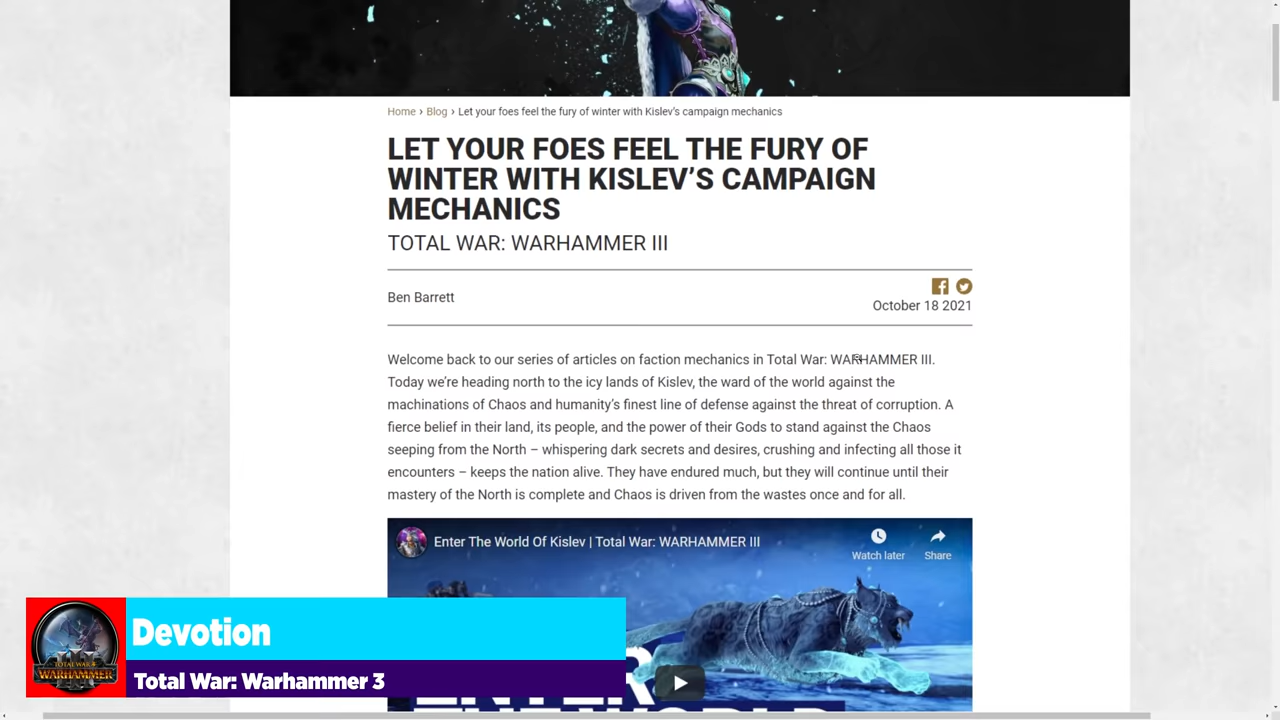 Home › Blog › Let your foes feel the fury of winter with Kislev's campaign mechanics
LET YOUR FOES FEEL THE FURY OF
WINTER WITH KISLEV'S CAMPAIGN
MECHANICS
TOTAL WAR: WARHAMMER III
Ben Barrett
October 18 2021
Welcome back to our series of articles on faction mechanics in Total War: WARHAMMER III.
Today we're heading north to the icy lands of Kislev, the ward of the world against the
machinations of Chaos and humanity's finest line of defense against the threat of corruption. A
fierce belief in their land, its people, and the power of their Gods to stand against the Chaos
seeping from the North – whispering dark secrets and desires, crushing and infecting all those it
encounters – keeps the nation alive. They have endured much, but they will continue until their
mastery of the North is complete and Chaos is driven from the wastes once and for all.
Enter The World Of Kislev | Total War: WARHAMMER III
Watch later
Share
Devotion
Total War: Warhammer 3
TOTAL WAR
WARHAMMER